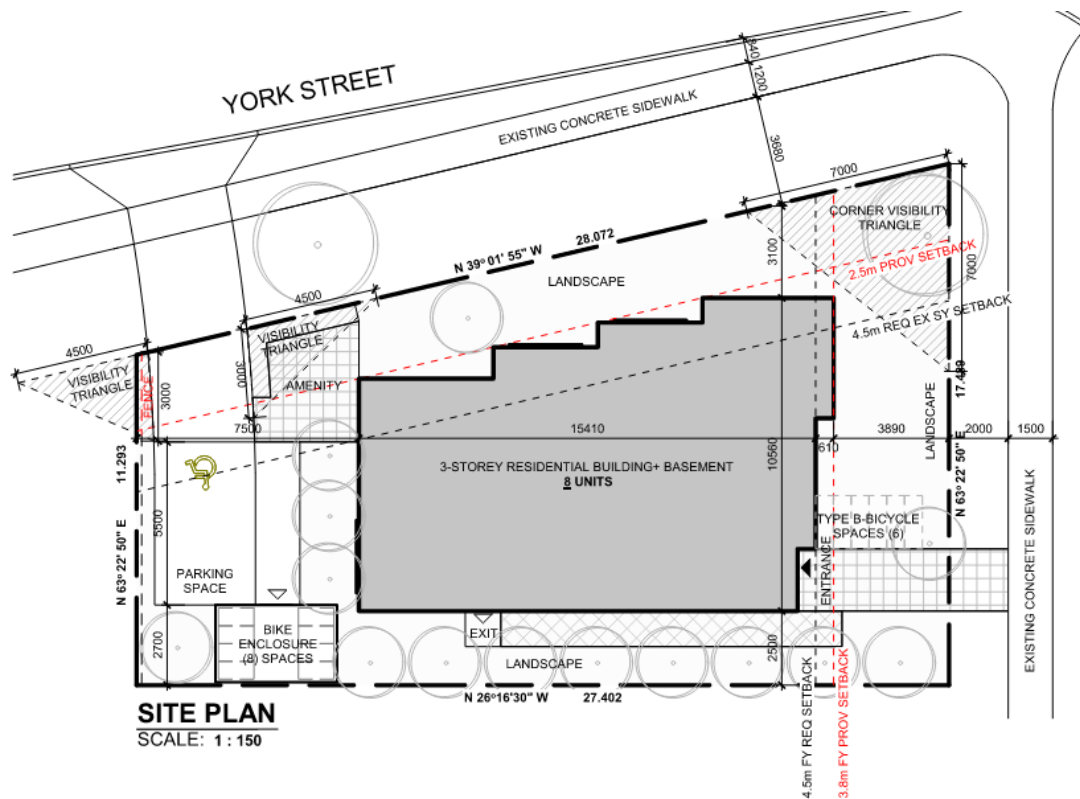 YORK STREET
EXISTING CONCRETE SIDEWALK
340
1200
3680
7000
CORNER VISIBILITY
TRIANGLE
N 39° 01' 55" W
28.072
3100
2.5m PROV SETBACK
7000
LANDSCAPE
4500
VISIBILITY
TRIANGLE
4.5m REQ EX SY SETBACK
4500
VISIBILITY
TRIANGLE
FENCE
3000
3000
AMENITY
17.489
LANDSCAPE
7500
15410
610
3890
2000
1500
11.293
10560
3-STOREY RESIDENTIAL BUILDING+ BASEMENT
8 UNITS
N 63° 22' 50" E
5500
TYPE B-BICYCLE
SPACES (6)
N 63° 22' 50" E
PARKING
SPACE
ENTRANCE
EXISTING CONCRETE SIDEWALK
BIKE
ENCLOSURE
(8) SPACES
2700
EXIT
2500
LANDSCAPE
N 26°16'30" W
27.402
4.5m FY REQ SETBACK
3.8m FY PROV SETBACK
SITE PLAN
SCALE: 1 : 150